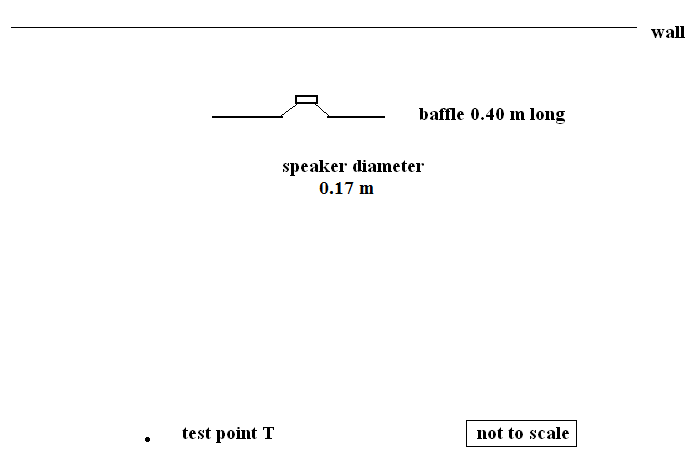 wall
baffle 0.40 m long
speaker diameter
0.17 m
test point T
not to scale